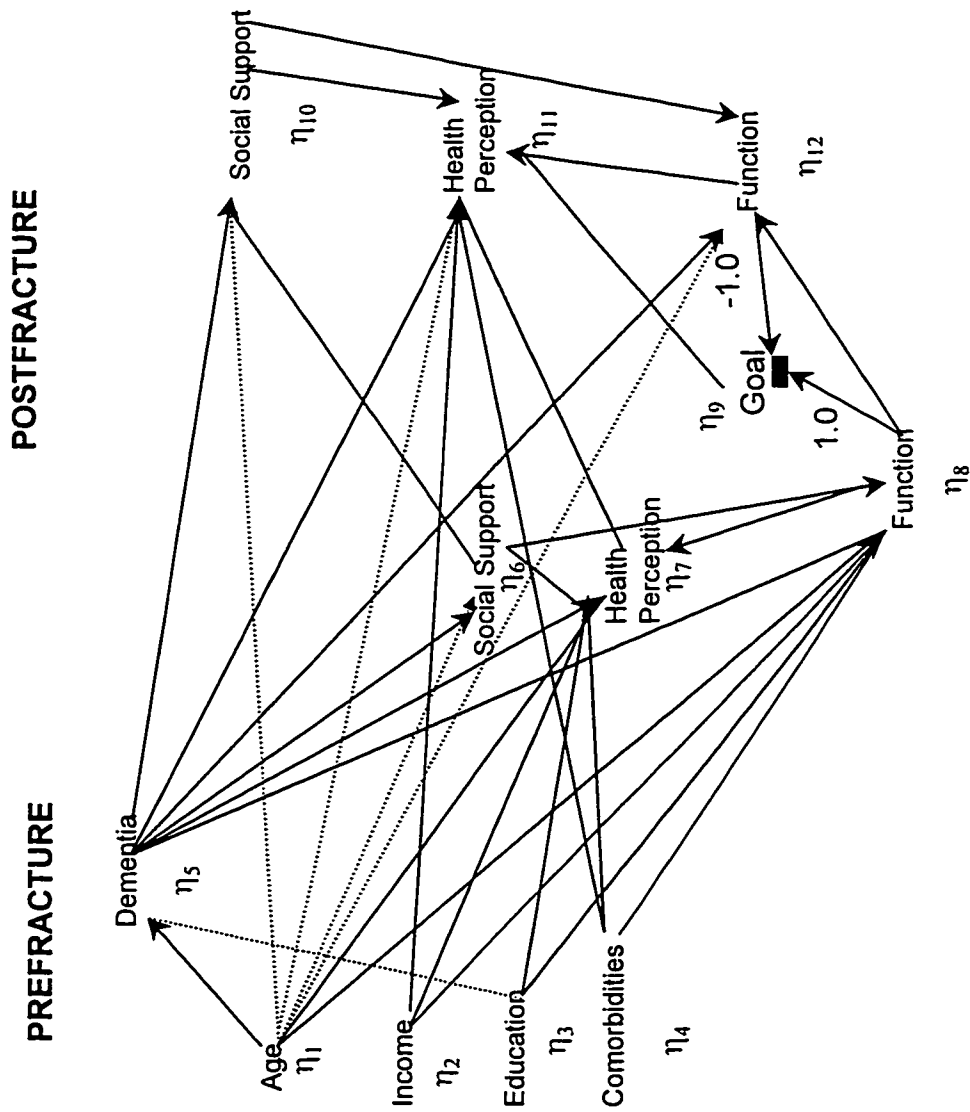 PREFRACTURE
POSTFRACTURE
Dementia
η5
Age
η1
Income
η2
Education
η3
Comorbidities
η4
Social Support
η6
Health
Perception
η7
Function
η8
η9
Goal
1.0
-1.0
Social Support
η10
Health
Perception
η11
Function
η12